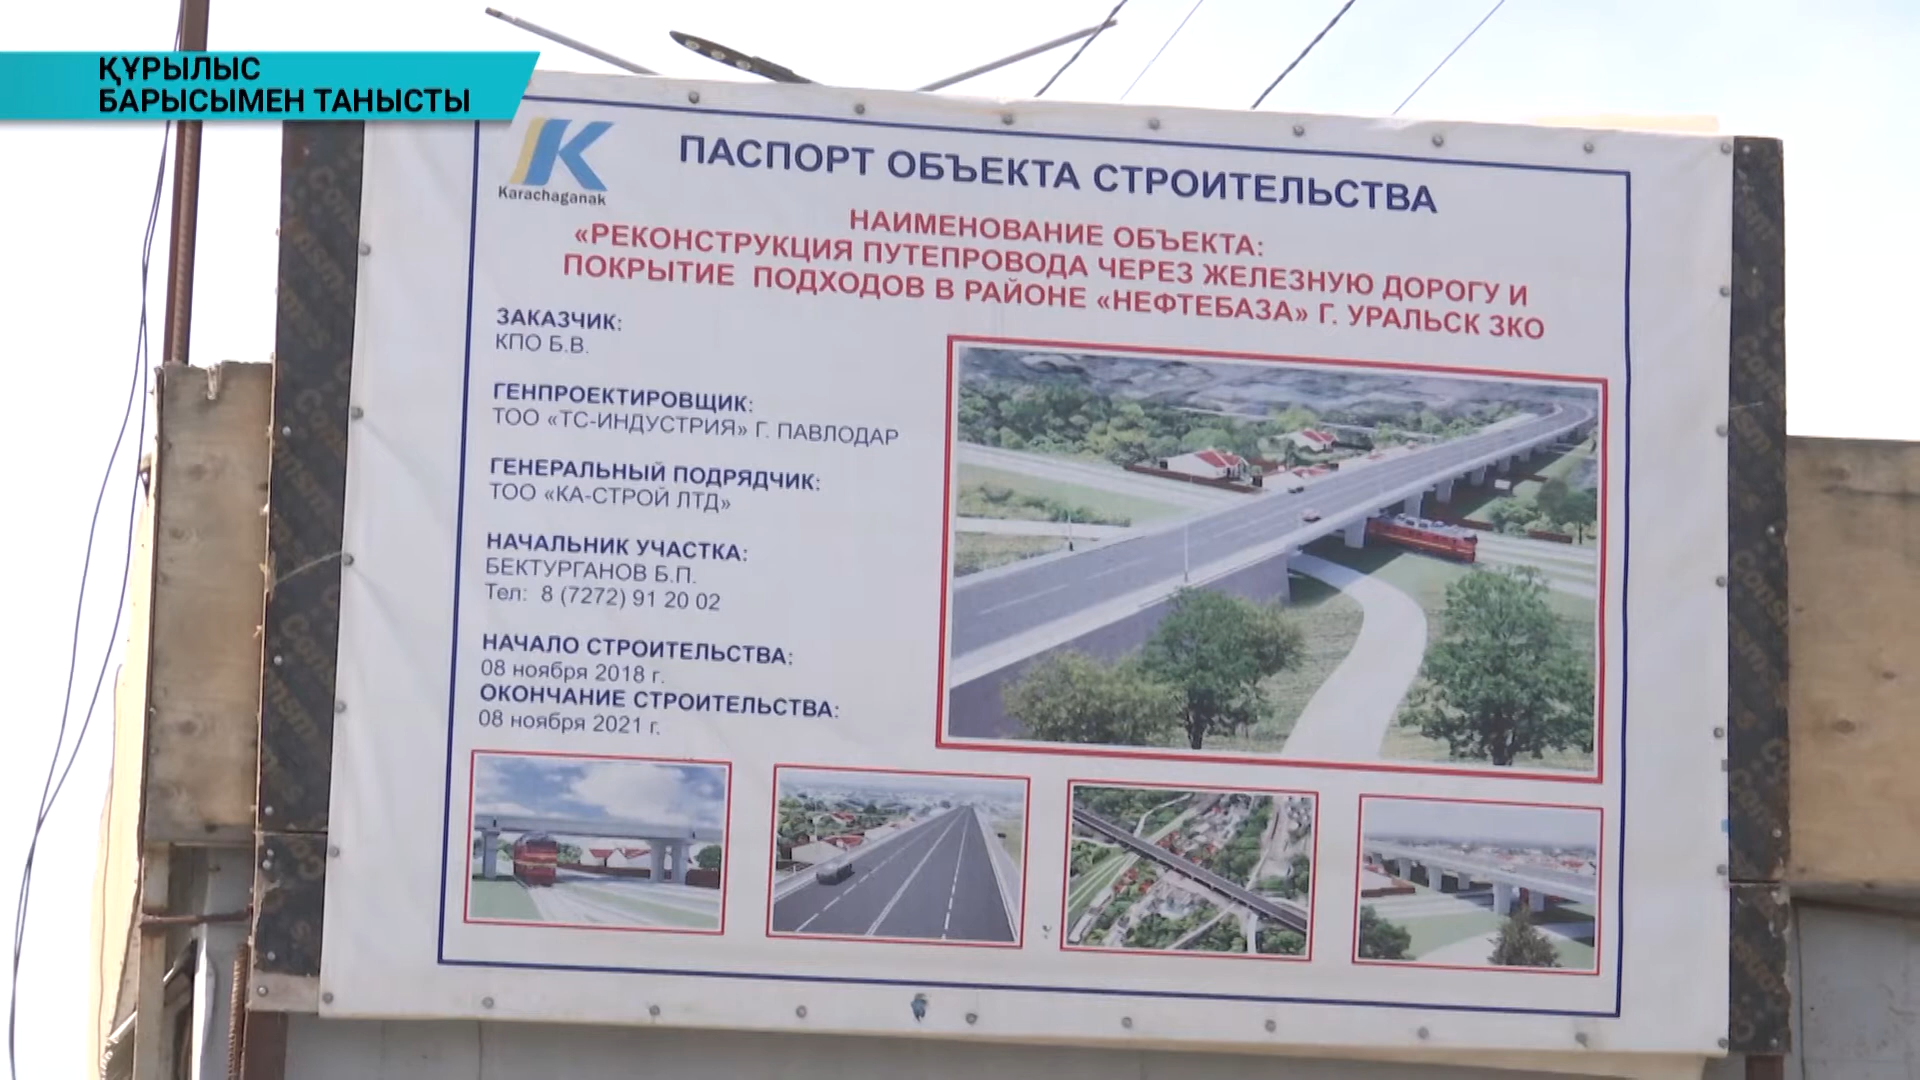 ҚҰРЫЛЫС
БАРЫСЫМЕН ТАНЫСТЫ
Karachaganak
ПАСПОРТ ОБЪЕКТА СТРОИТЕЛЬСТВА
НАИМЕНОВАНИЕ ОБЪЕКТА:
«РЕКОНСТРУКЦИЯ ПУТЕПРОВОДА ЧЕРЕЗ ЖЕЛЕЗНУЮ ДОРОГУ И
ПОКРЫТИЕ ПОДХОДОВ В РАЙОНЕ «НЕФТЕБАЗА» Г. УРАЛЬСК ЗКО
ЗАКАЗЧИК:
КПО Б.В.
ГЕНПРОЕКТИРОВЩИК:
ТОО «ТС-ИНДУСТРИЯ» Г. ПАВЛОДАР
ГЕНЕРАЛЬНЫЙ ПОДРЯДЧИК:
ТОО «КА-СТРОЙ ЛТД»
НАЧАЛЬНИК УЧАСТКА:
БЕКТУРГАНОВ Б.П.
Тел: 8 (7272) 91 20 02
НАЧАЛО СТРОИТЕЛЬСТВА:
08 ноября 2018 г.
ОКОНЧАНИЕ СТРОИТЕЛЬСТВА:
08 ноября 2021 г.